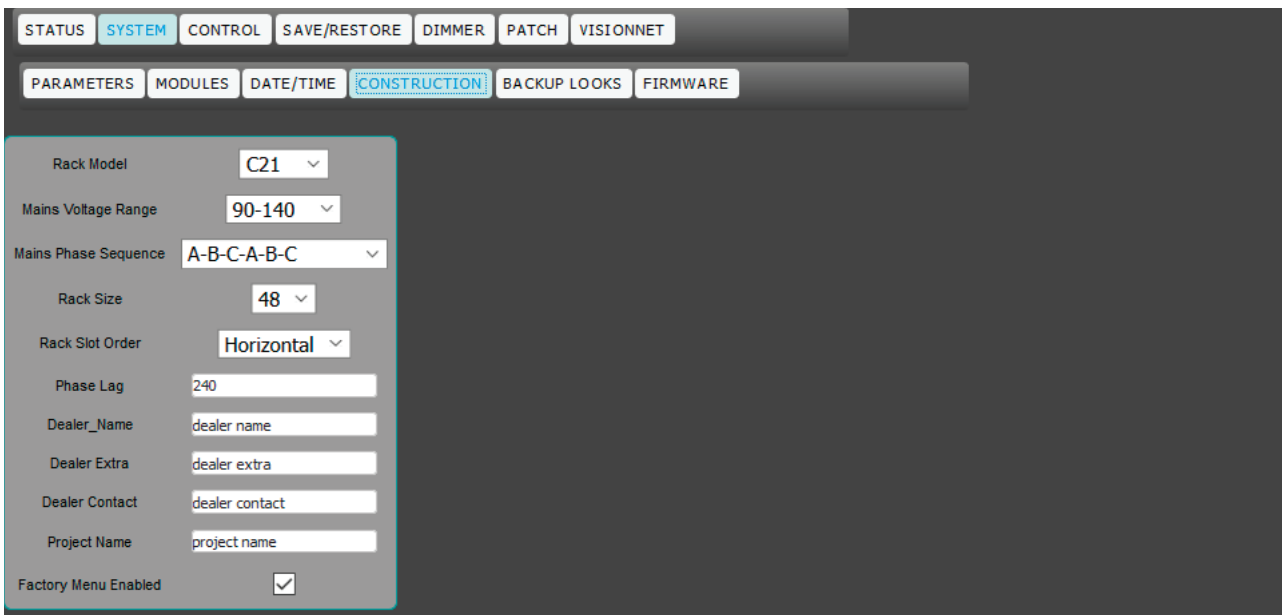 STATUS SYSTEM CONTROL SAVE/RESTORE DIMMER PATCH VISIONNET
PARAMETERS MODULES DATE/TIME CONSTRUCTION BACKUP LOOKS FIRMWARE
Rack Model C21
Mains Voltage Range 90-140
Mains Phase Sequence A-B-C-A-B-C
Rack Size 48
Rack Slot Order Horizontal
Phase Lag 240
Dealer_Name dealer name
Dealer Extra dealer extra
Dealer Contact dealer contact
Project Name project name
Factory Menu Enabled